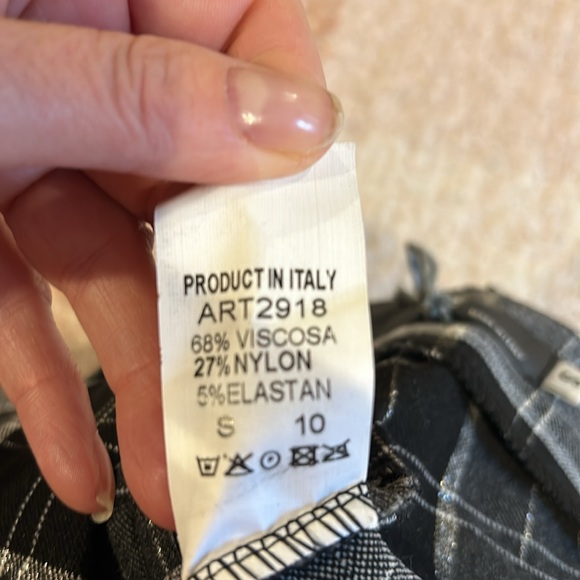 PRODUCT IN ITALY
ART2918
68% VISCOSA
27% NYLON
5%ELASTAN
S 10